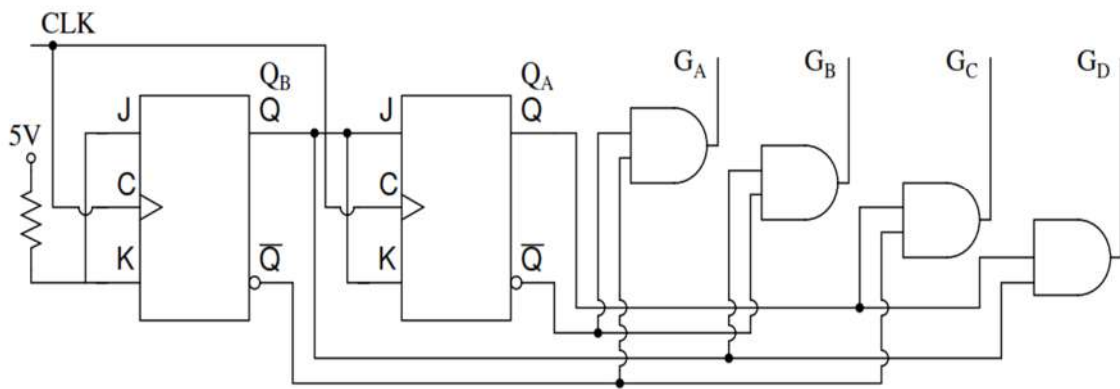 CLK
G_A G_B G_C G_D
Q_B Q_A
J Q J Q
5V
C C
K Q̅ K Q̅